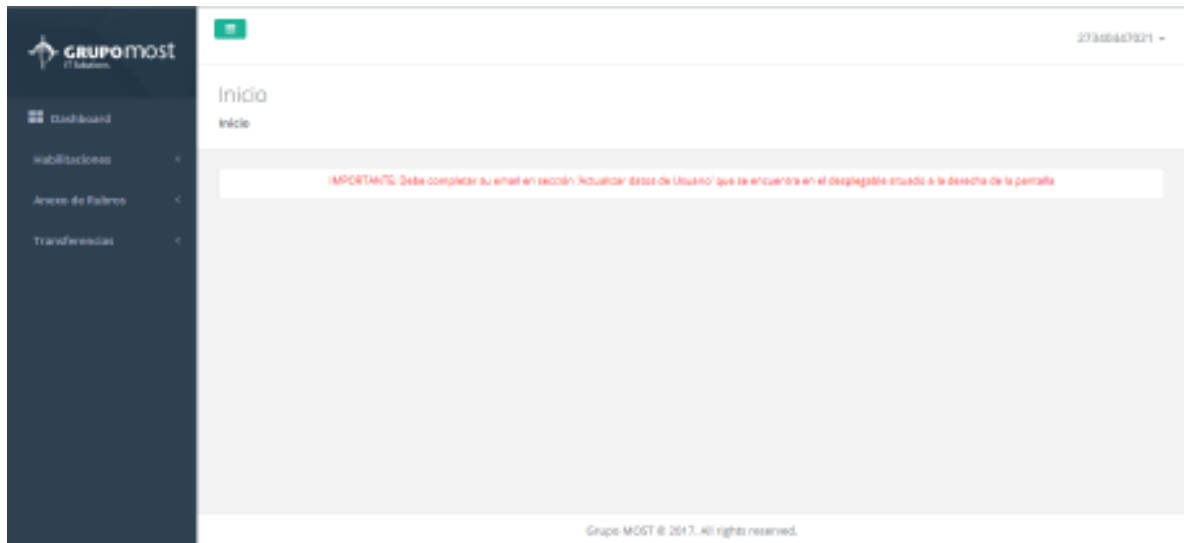 GRUPOmost
IT Solutions
Dashboard
Habilitaciones
Anexo de Rubros
Transferencias
Inicio
Inicio
IMPORTANTE: Debe completar su email en sección 'Actualizar datos de Usuario' que se encuentra en el desplegable situado a la derecha de la pantalla
Grupo MOST © 2017. All rights reserved.